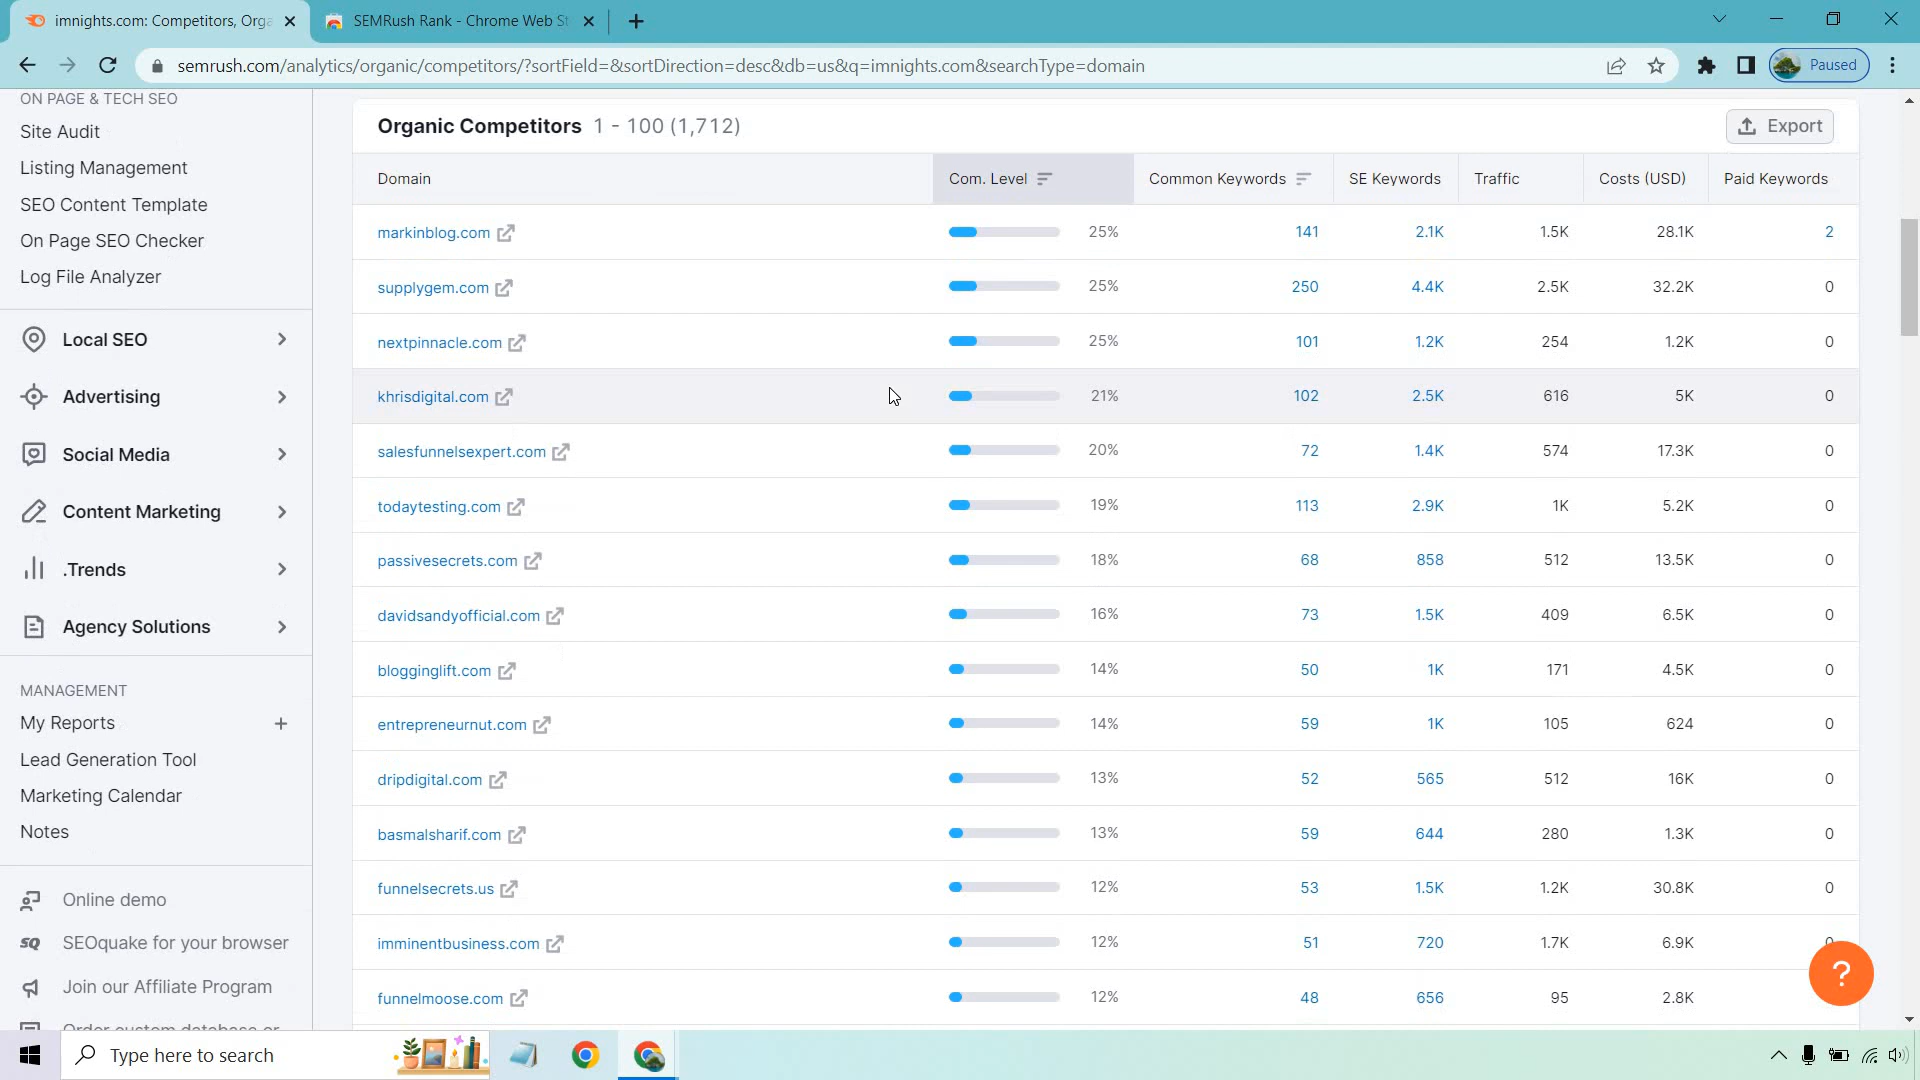 imnights.com: Competitors, Orga
SEMRush Rank - Chrome Web St
semrush.com/analytics/organic/competitors/?sortField=&sortDirection=desc&db=us&q=imnights.com&searchType=domain
Paused
ON PAGE & TECH SEO
Site Audit
Listing Management
SEO Content Template
On Page SEO Checker
Log File Analyzer
Local SEO
Advertising
Social Media
Content Marketing
.Trends
Agency Solutions
MANAGEMENT
My Reports +
Lead Generation Tool
Marketing Calendar
Notes
Online demo
SQ SEOquake for your browser
Join our Affiliate Program
Order custom database or
Organic Competitors 1 - 100 (1,712)
Export
Domain Com. Level Common Keywords SE Keywords Traffic Costs (USD) Paid Keywords
markinblog.com 25% 141 2.1K 1.5K 28.1K 2
supplygem.com 25% 250 4.4K 2.5K 32.2K 0
nextpinnacle.com 25% 101 1.2K 254 1.2K 0
khrisdigital.com 21% 102 2.5K 616 5K 0
salesfunnelsexpert.com 20% 72 1.4K 574 17.3K 0
todaytesting.com 19% 113 2.9K 1K 5.2K 0
passivesecrets.com 18% 68 858 512 13.5K 0
davidsandyofficial.com 16% 73 1.5K 409 6.5K 0
blogginglift.com 14% 50 1K 171 4.5K 0
entrepreneurnut.com 14% 59 1K 105 624 0
dripdigital.com 13% 52 565 512 16K 0
basmalsharif.com 13% 59 644 280 1.3K 0
funnelsecrets.us 12% 53 1.5K 1.2K 30.8K 0
imminentbusiness.com 12% 51 720 1.7K 6.9K 0
funnelmoose.com 12% 48 656 95 2.8K
?
Type here to search